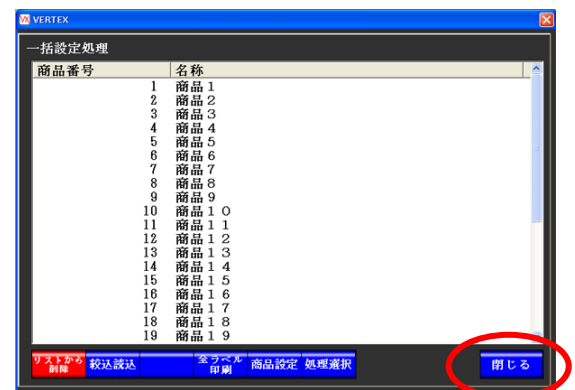 VERTEX
一括設定処理
商品番号 名称
1 商品1
2 商品2
3 商品3
4 商品4
5 商品5
6 商品6
7 商品7
8 商品8
9 商品9
10 商品10
11 商品11
12 商品12
13 商品13
14 商品14
15 商品15
16 商品16
17 商品17
18 商品18
19 商品19
リストから
削除
絞込読込
全ラベル
印刷
商品設定
処理選択
閉じる